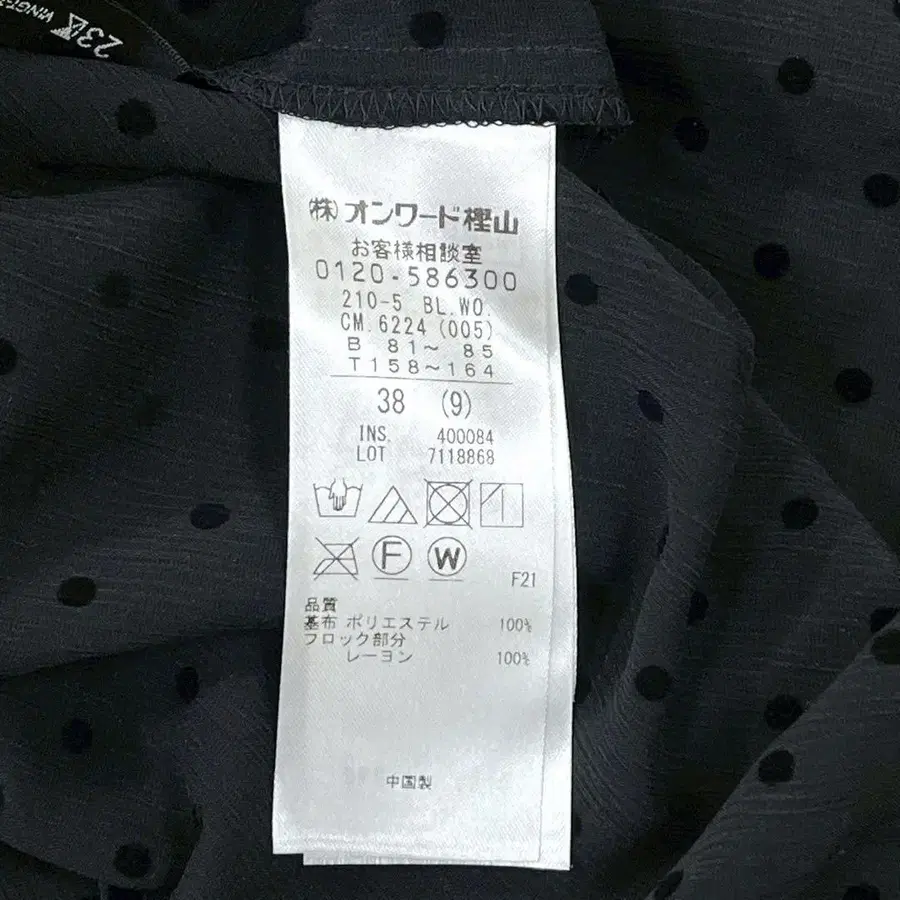 23区
(株)オンワード樫山
お客様相談室
0120-586300
210-5 BL.WO.
CM.6224(005)
B 81～ 85
T158～164
38 (9)
INS. 400084
LOT 7118868
F
W
F21
品質
基布 ポリエステル 100%
フロック部分
レーヨン 100%
中国製